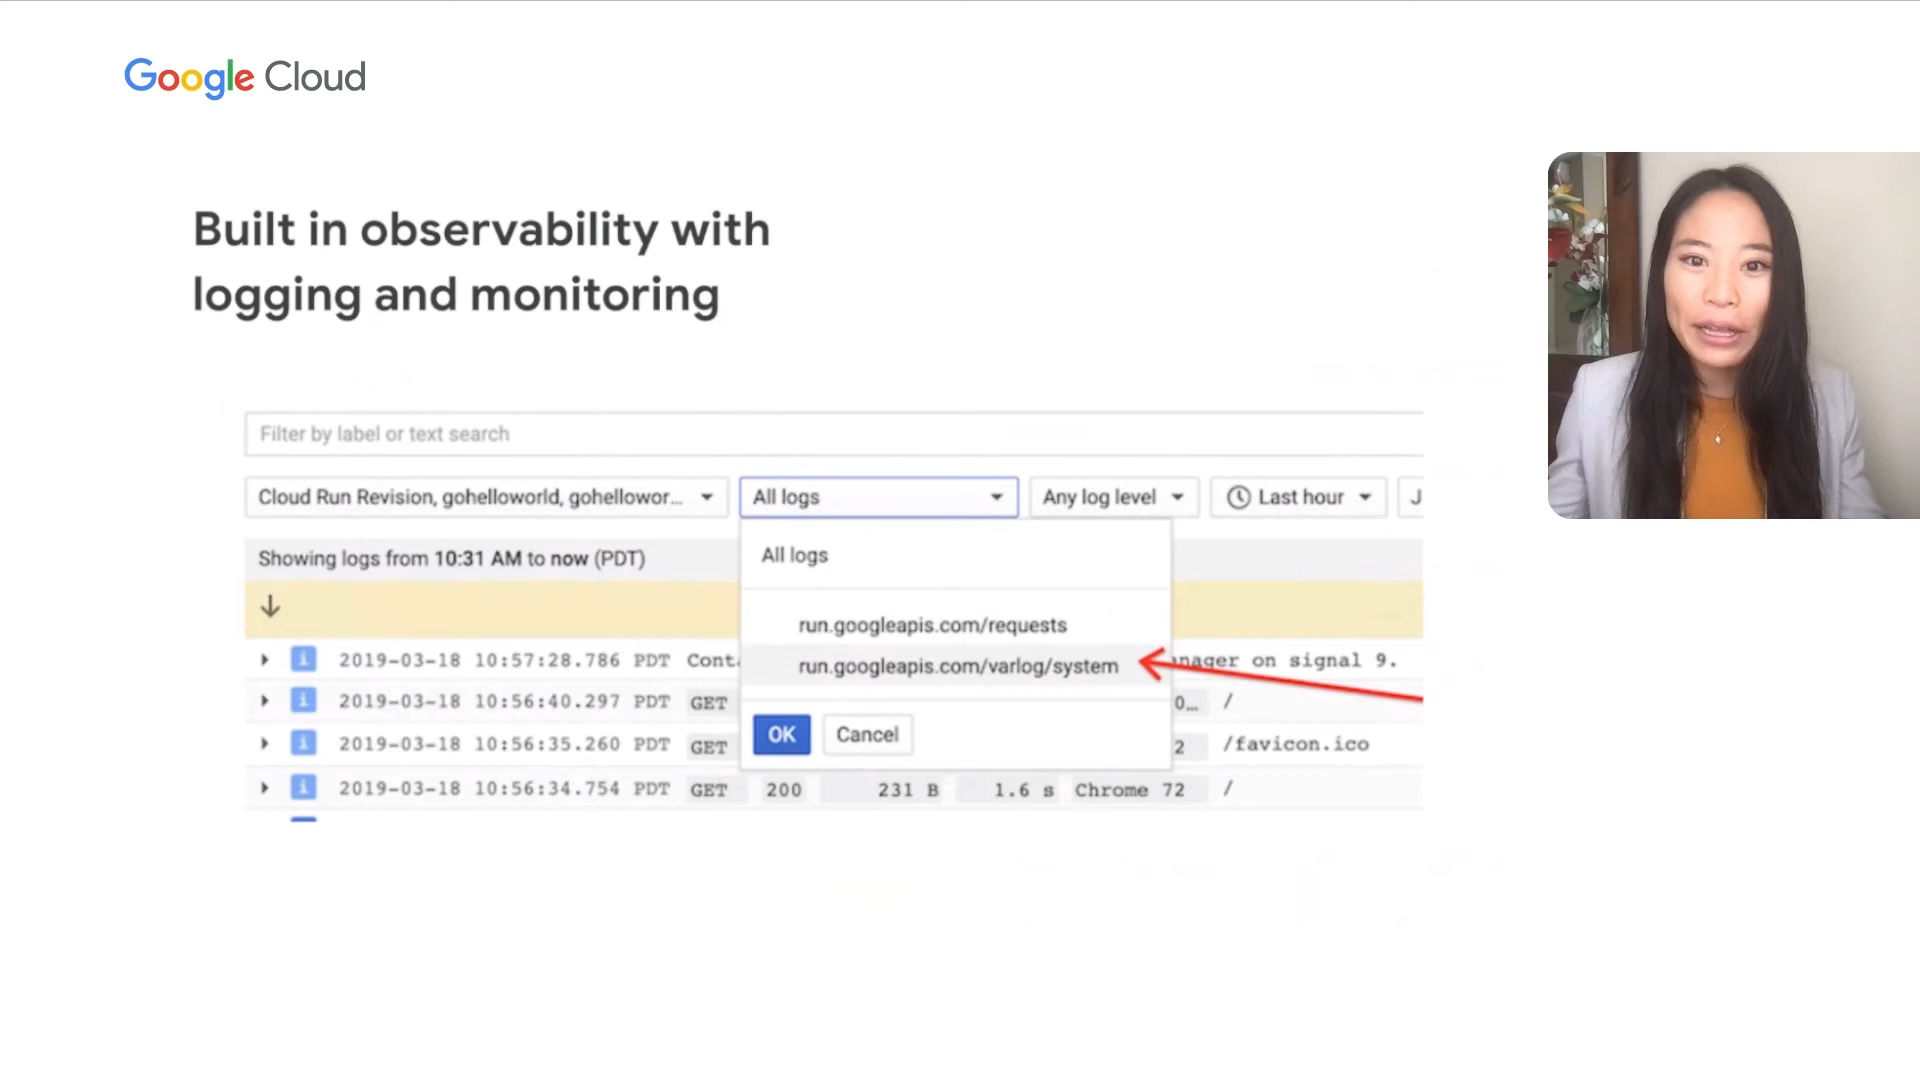 Google Cloud
Built in observability with
logging and monitoring
Filter by label or text search
Cloud Run Revision, gohelloworld, gohellowor... All logs Any log level Last hour J
Showing logs from 10:31 AM to now (PDT)
All logs
run.googleapis.com/requests
run.googleapis.com/varlog/system
OK Cancel
2019-03-18 10:57:28.786 PDT Cont on signal 9.
2019-03-18 10:56:40.297 PDT GET 0… /
2019-03-18 10:56:35.260 PDT GET 2 /favicon.ico
2019-03-18 10:56:34.754 PDT GET 200 231 B 1.6 s Chrome 72 /